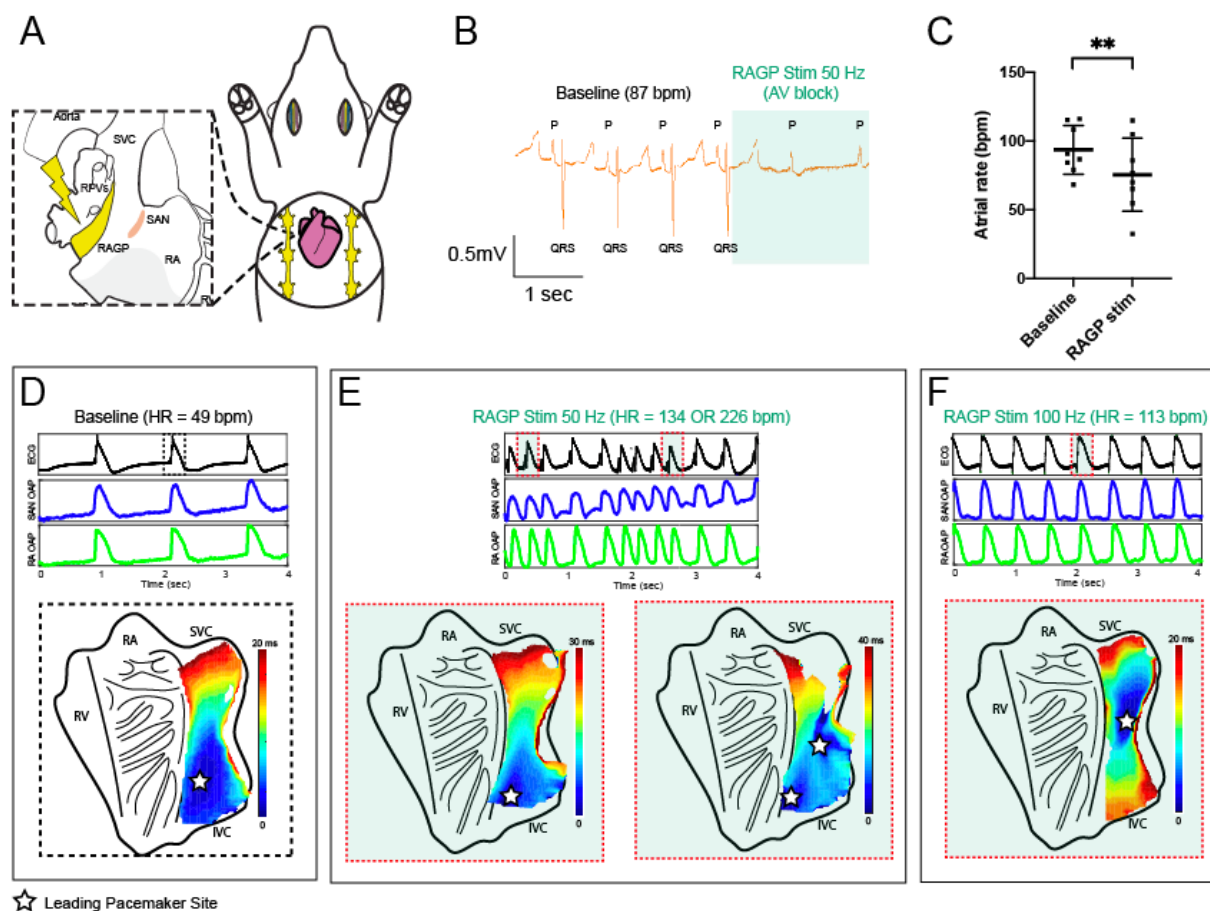 A
Aorta
SVC
RPVs
SAN
RAGP
RA
B
RAGP Stim 50 Hz
(AV block)
Baseline (87 bpm)
P P P P P P
QRS QRS QRS QRS
0.5mV
1 sec
C
**
150
100
50
0
Atrial rate (bpm)
Baseline
RAGP stim
D
Baseline (HR = 49 bpm)
ECG
SAN OAP
RA OAP
0 1 2 3 4
Time (sec)
20 ms
0
RA
SVC
RV
IVC
E
RAGP Stim 50 Hz (HR = 134 OR 226 bpm)
ECG
SAN OAP
RA OAP
0 1 2 3 4
Time (sec)
30 ms
0
RA
SVC
RV
IVC
40 ms
0
RA
SVC
RV
IVC
F
RAGP Stim 100 Hz (HR = 113 bpm)
ECG
SAN OAP
RA OAP
0 1 2 3 4
Time (sec)
20 ms
0
RA
SVC
RV
IVC
Leading Pacemaker Site